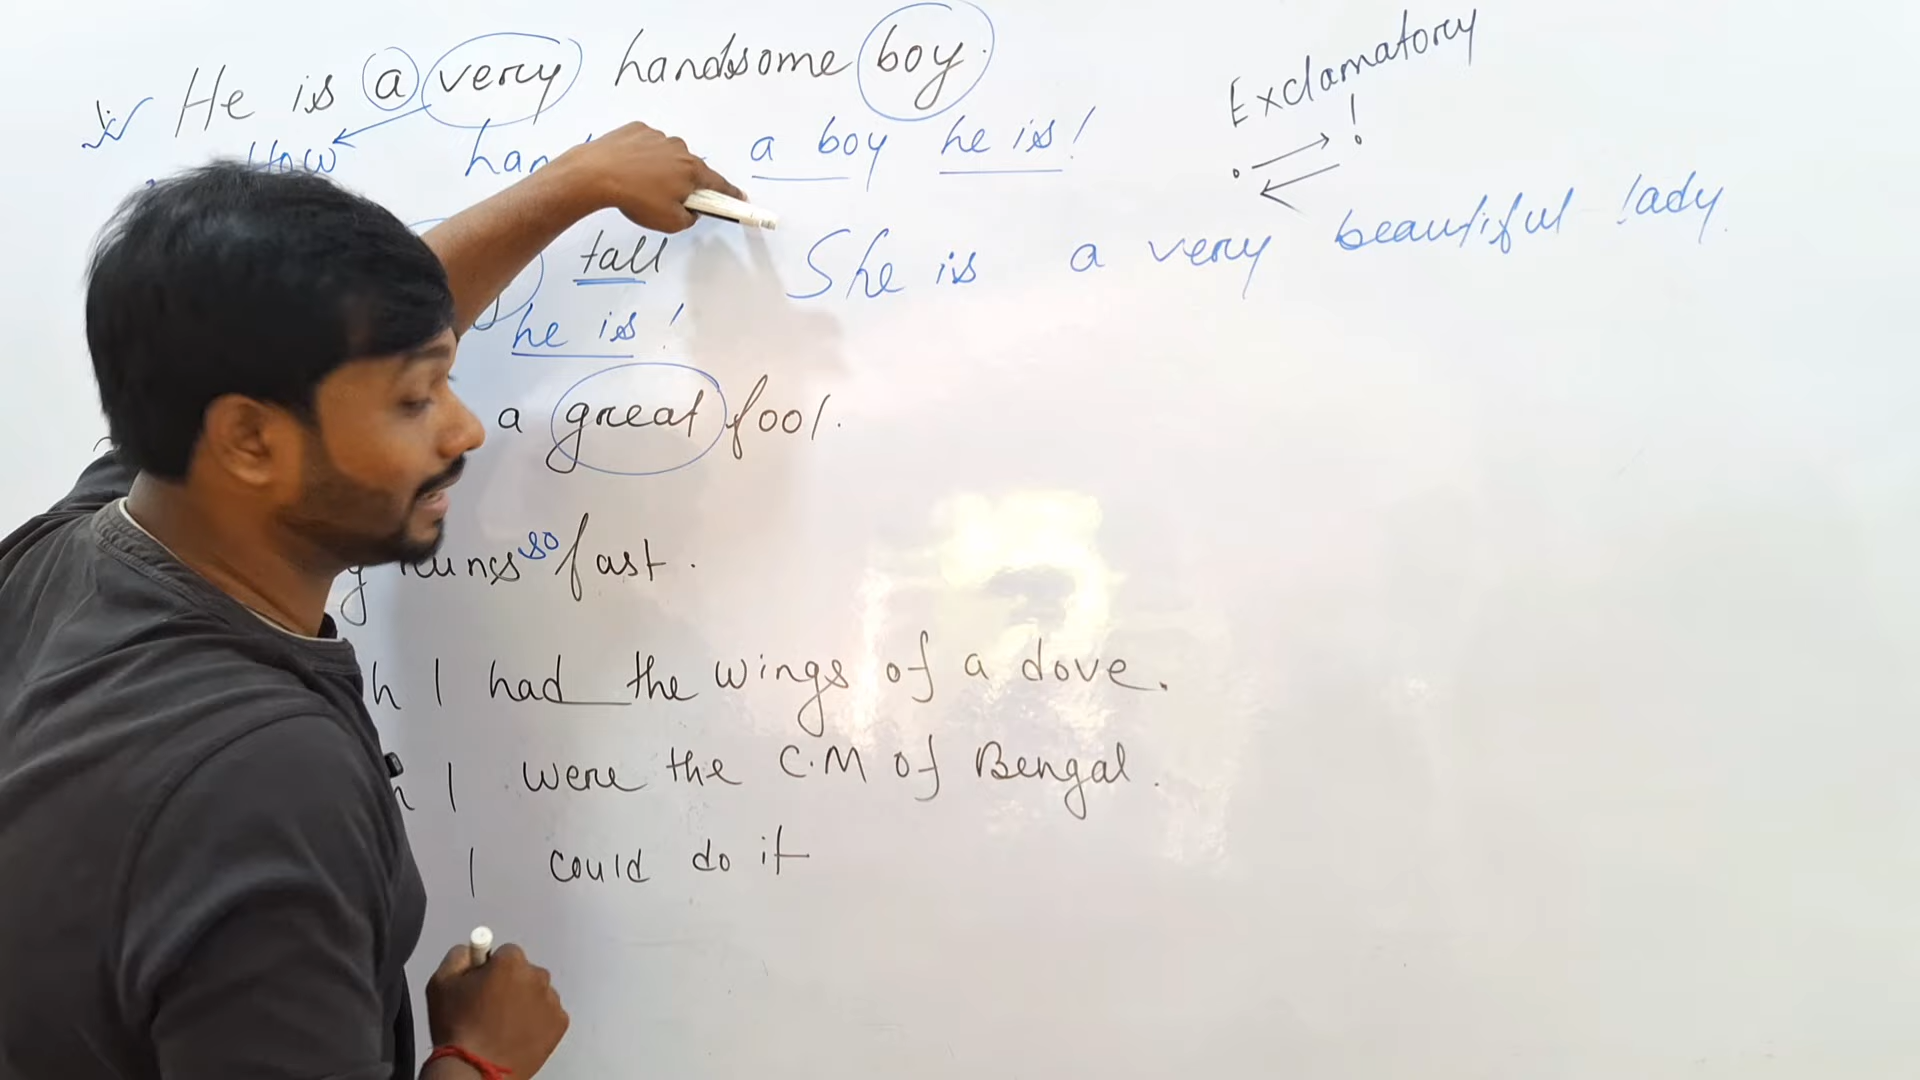 He is a very handsome boy.
Exclamatory
!
How a boy he is!
She is a very beautiful lady.
tall
he is!
a great fool.
runs so fast.
h I had the wings of a dove.
I were the C.M of Bengal.
I could do it